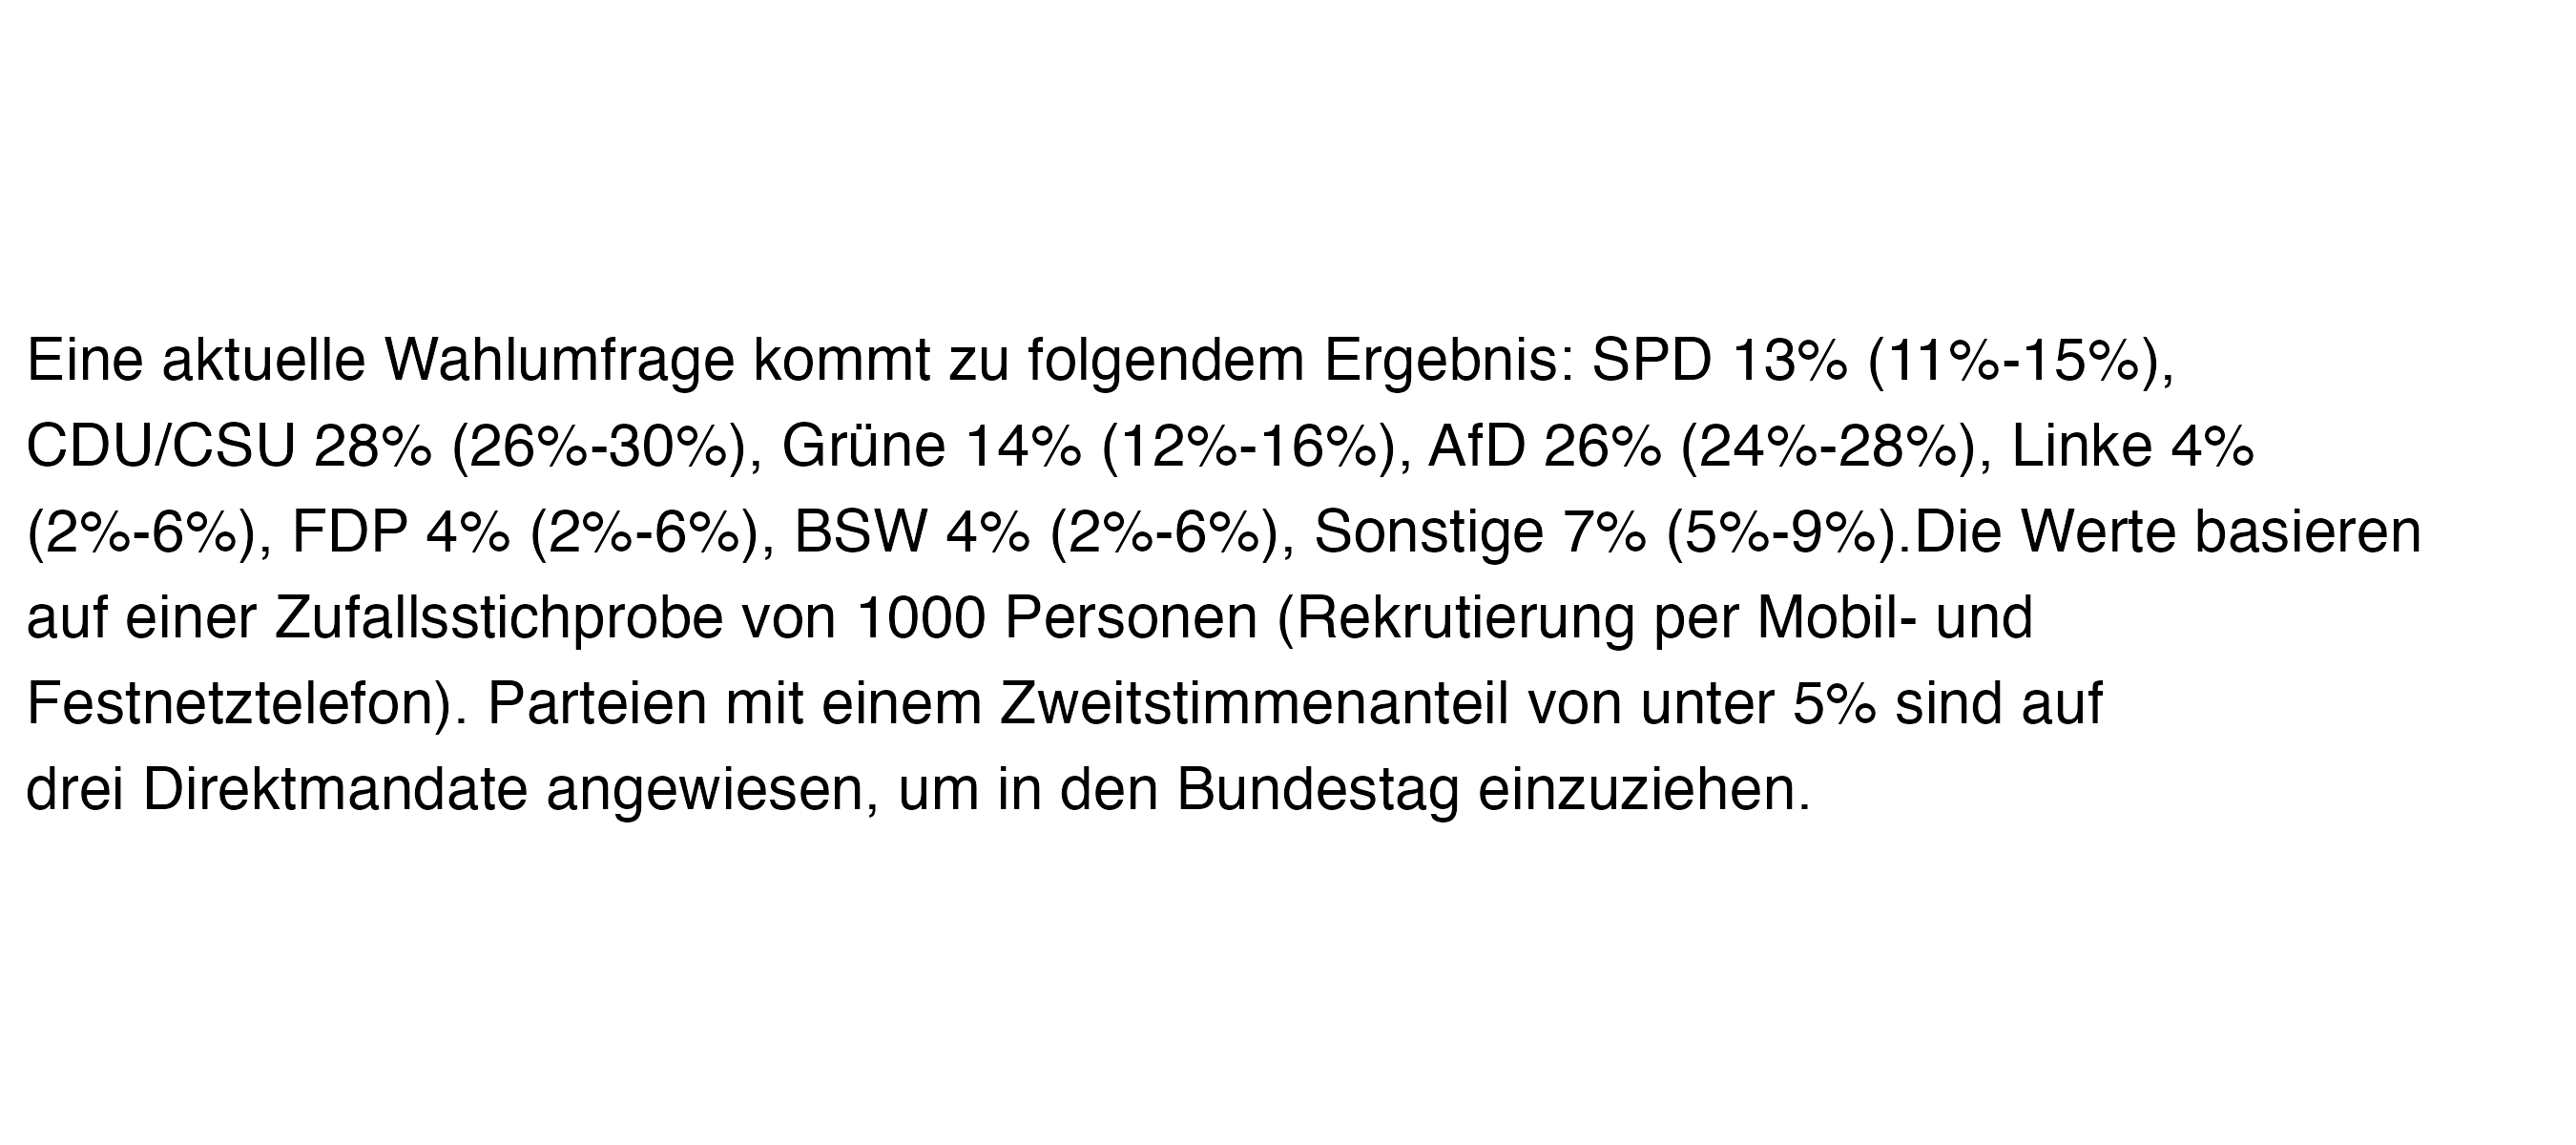 Eine aktuelle Wahlumfrage kommt zu folgendem Ergebnis: SPD 13% (11%-15%),
CDU/CSU 28% (26%-30%), Grüne 14% (12%-16%), AfD 26% (24%-28%), Linke 4%
(2%-6%), FDP 4% (2%-6%), BSW 4% (2%-6%), Sonstige 7% (5%-9%).Die Werte basieren
auf einer Zufallsstichprobe von 1000 Personen (Rekrutierung per Mobil- und
Festnetztelefon). Parteien mit einem Zweitstimmenanteil von unter 5% sind auf
drei Direktmandate angewiesen, um in den Bundestag einzuziehen.